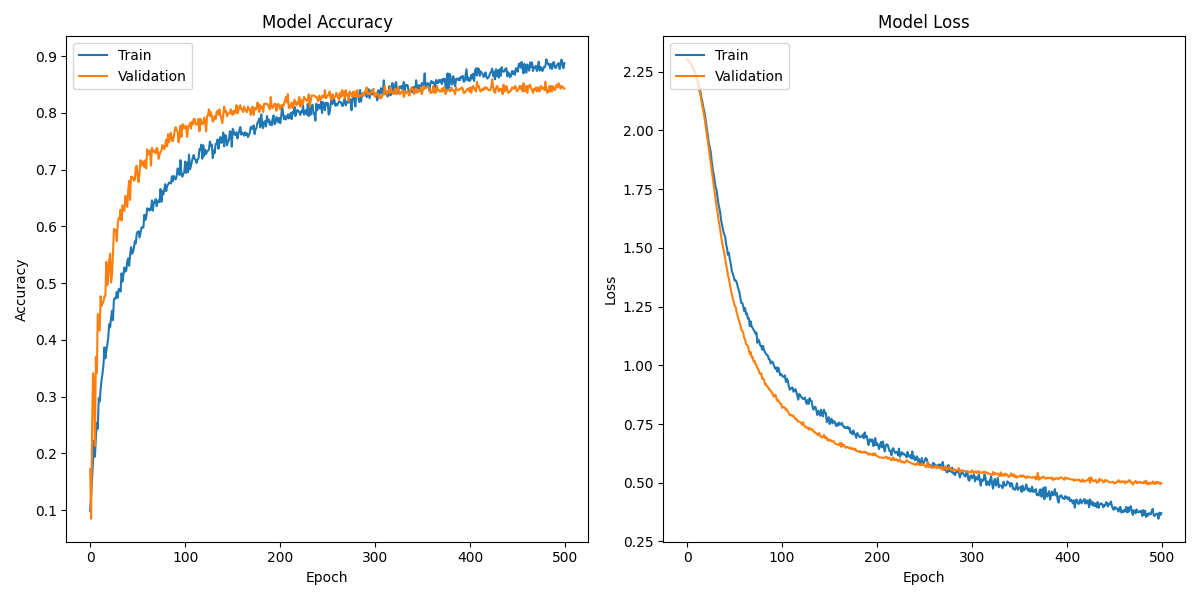 Model Accuracy
Train
Validation
0.9
0.8
0.7
0.6
0.5
0.4
0.3
0.2
0.1
Accuracy
0 100 200 300 400 500
Epoch
Model Loss
Train
Validation
2.25
2.00
1.75
1.50
1.25
1.00
0.75
0.50
0.25
Loss
0 100 200 300 400 500
Epoch